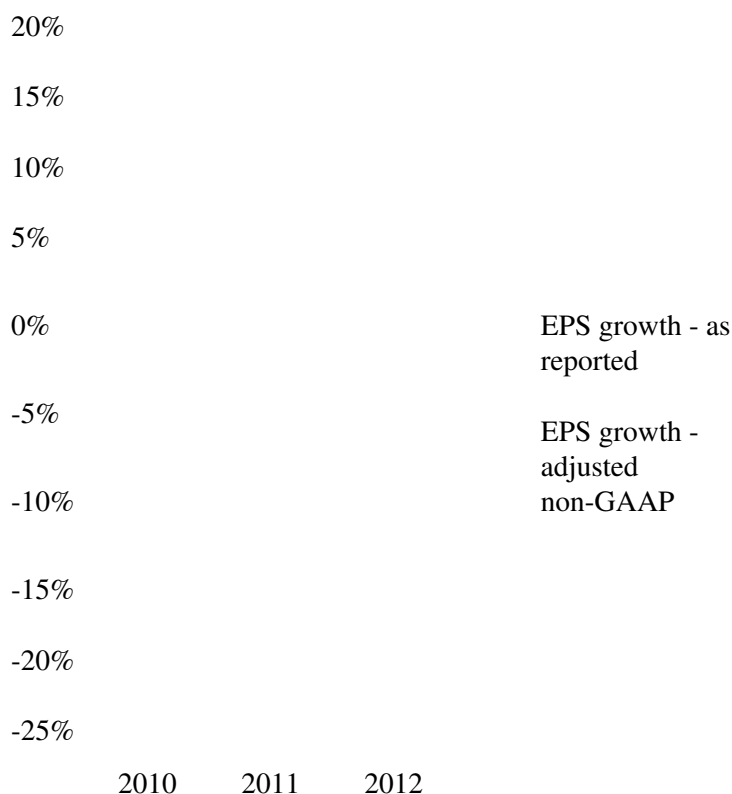 20%
15%
10%
5%
0%
EPS growth - as
reported
-5%
EPS growth -
adjusted
non-GAAP
-10%
-15%
-20%
-25%
2010 2011 2012